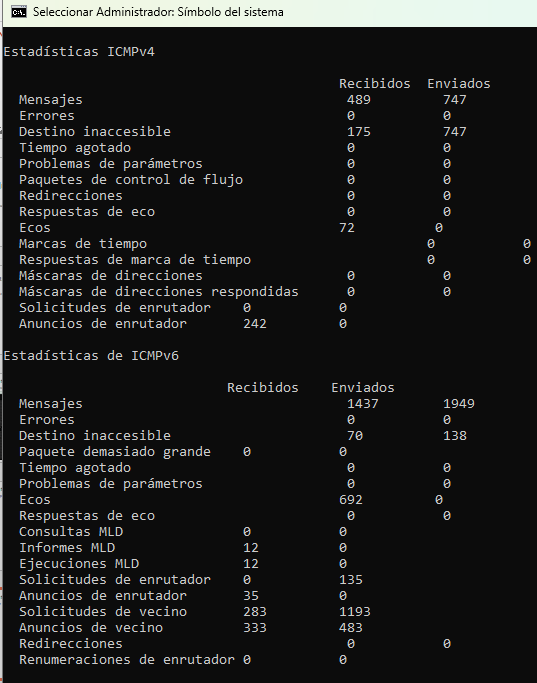 Seleccionar Administrador: Símbolo del sistema
Estadísticas ICMPv4
Recibidos Enviados
Mensajes 489 747
Errores 0 0
Destino inaccesible 175 747
Tiempo agotado 0 0
Problemas de parámetros 0 0
Paquetes de control de flujo 0 0
Redirecciones 0 0
Respuestas de eco 0 0
Ecos 72 0
Marcas de tiempo 0 0
Respuestas de marca de tiempo 0 0
Máscaras de direcciones 0 0
Máscaras de direcciones respondidas 0 0
Solicitudes de enrutador 0 0
Anuncios de enrutador 242 0
Estadísticas de ICMPv6
Recibidos Enviados
Mensajes 1437 1949
Errores 0 0
Destino inaccesible 70 138
Paquete demasiado grande 0 0
Tiempo agotado 0 0
Problemas de parámetros 0 0
Ecos 692 0
Respuestas de eco 0 0
Consultas MLD 0 0
Informes MLD 12 0
Ejecuciones MLD 12 0
Solicitudes de enrutador 0 135
Anuncios de enrutador 35 0
Solicitudes de vecino 283 1193
Anuncios de vecino 333 483
Redirecciones 0 0
Renumeraciones de enrutador 0 0